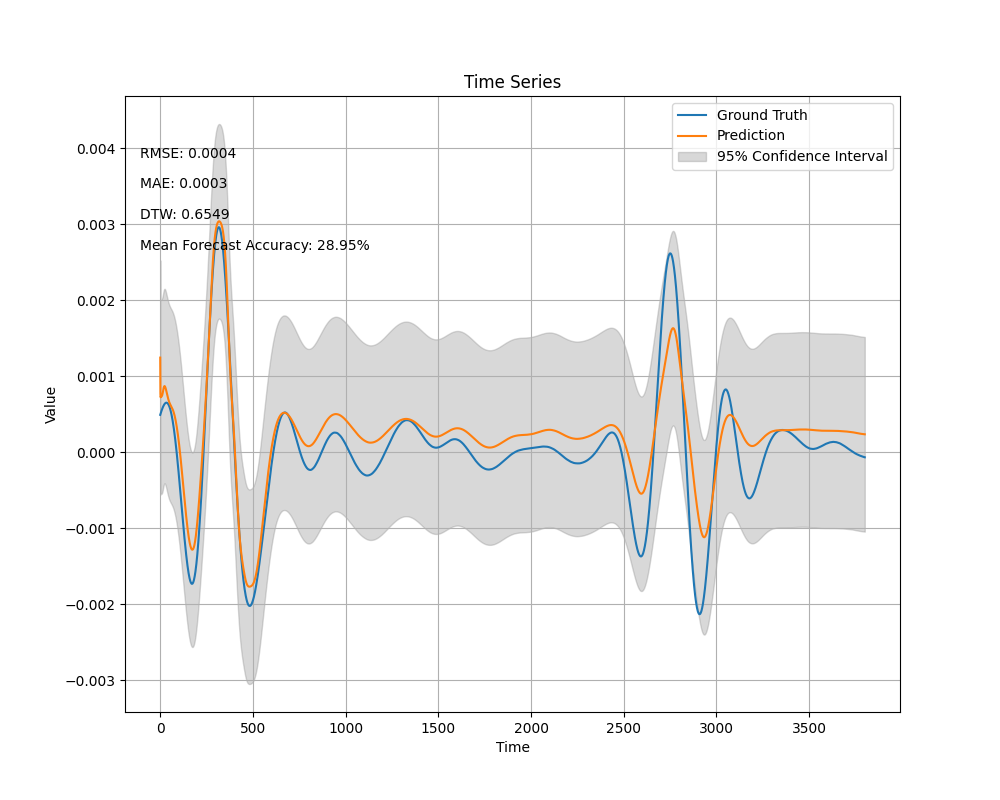 Time Series
Ground Truth
Prediction
95% Confidence Interval
RMSE: 0.0004
MAE: 0.0003
DTW: 0.6549
Mean Forecast Accuracy: 28.95%
0.004
0.003
0.002
0.001
0.000
−0.001
−0.002
−0.003
Value
0 500 1000 1500 2000 2500 3000 3500
Time